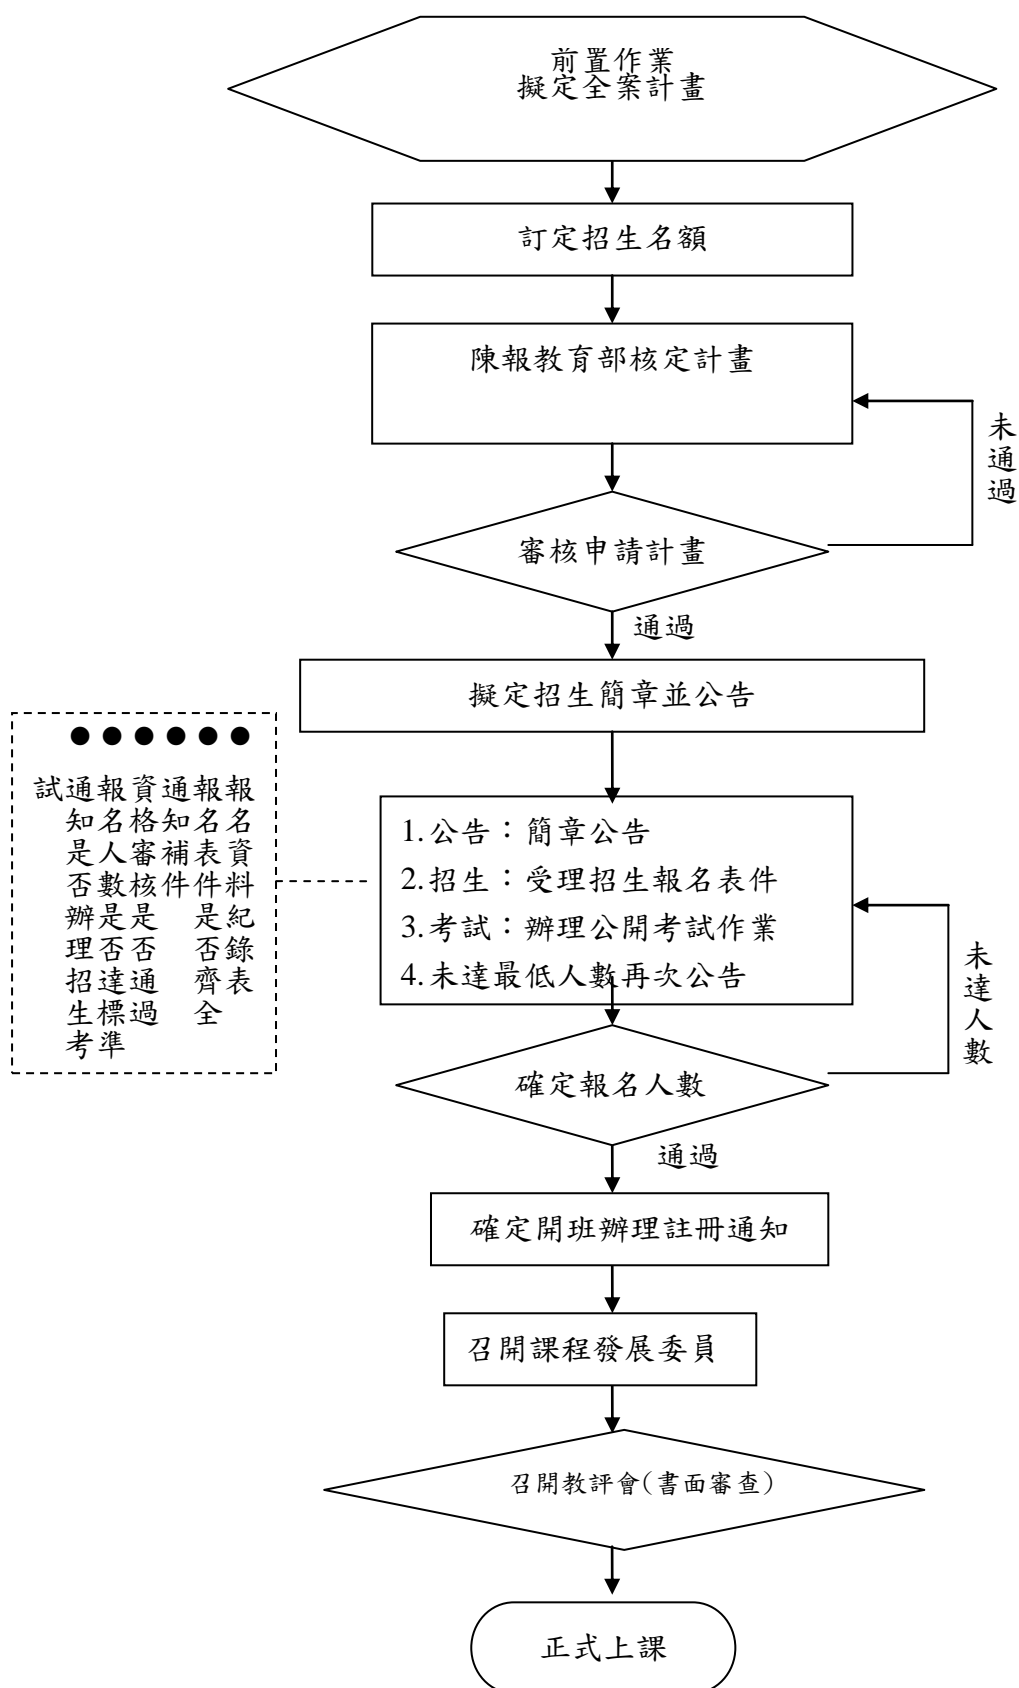 前置作業
擬定全案計畫
訂定招生名額
陳報教育部核定計畫
未通過
審核申請計畫
通過
擬定招生簡章並公告
●報名資料紀錄表
●報名表件是否齊全
●通知補件
●資格審核是否通過
●報名人數是否達標準
●通知是否辦理招生考
試
1.公告：簡章公告
2.招生：受理招生報名表件
3.考試：辦理公開考試作業
4.未達最低人數再次公告
未達人數
確定報名人數
通過
確定開班辦理註冊通知
召開課程發展委員
召開教評會(書面審查)
正式上課